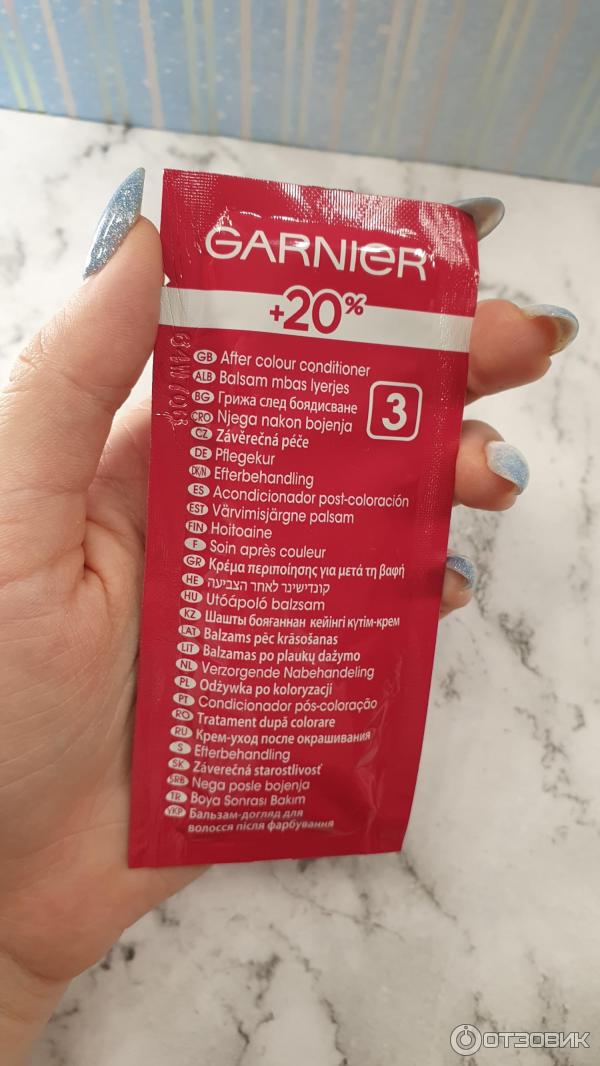 GARNIER
+20%
3
GB After colour conditioner
ALB Balsam mbas lyerjes
BG Грижа след боядисване
CRO Njega nakon bojenja
CZ Závěrečná péče
DE Pflegekur
DK/N Efterbehandling
ES Acondicionador post-coloración
EST Värvimisjärgne palsam
FIN Hoitoaine
F Soin après couleur
GR Κρέμα περιποίησης για μετά τη βαφή
HE קונדישינר לאחר הצביעה
HU Utóápoló balzsam
KZ Шашты бояғаннан кейінгі күтім-крем
LAT Balzams pēc krāsošanas
LIT Balzamas po plaukų dažymo
NL Verzorgende Nabehandeling
PL Odżywka po koloryzacji
PT Condicionador pós-coloração
RO Tratament după colorare
RU Крем-уход после окрашивания
S Efterbehandling
SK Záverečná starostlivosť
SRB Nega posle bojenja
TR Boya Sonrası Bakım
УКР Бальзам-догляд для
волосся після фарбування
ОТЗОВИК